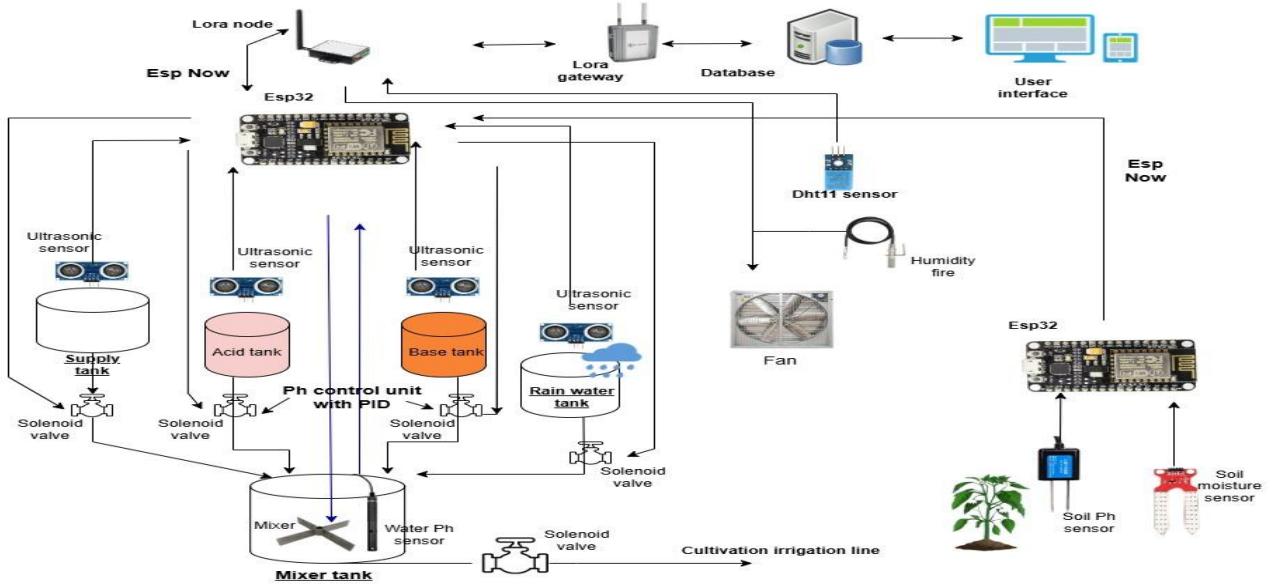 Lora node
Esp Now
Esp32
Lora
gateway
Database
User
interface
Dht11 sensor
Esp
Now
Humidity
fire
Ultrasonic
sensor
Ultrasonic
sensor
Ultrasonic
sensor
Ultrasonic
sensor
Fan
Esp32
Supply
tank
Acid tank
Base tank
Rain water
tank
Ph control unit
with PID
Solenoid
valve
Solenoid
valve
Solenoid
valve
Solenoid
valve
Mixer
Water Ph
sensor
Mixer tank
Solenoid
valve
Cultivation irrigation line
Soil Ph
sensor
Soil
moisture
sensor